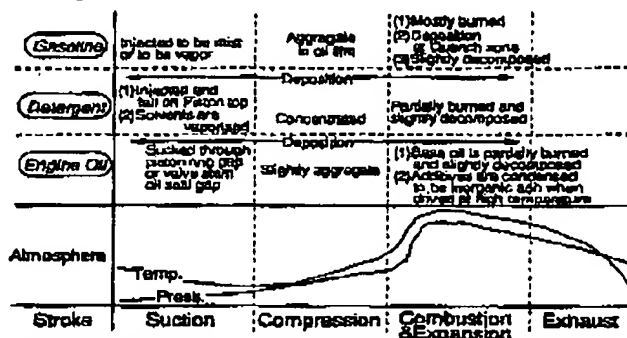 Gasoline
Injected to be mist
or to be vapor
Aggregate
in oil film
(1) Mostly burned
(2) Deposition
at Quench zone
(3) Slightly decomposed
Deposition
Detergent
(1) Injected and
fall on Piston top
(2) Solvents are
vaporized
Concentrated
Partially burned and
slightly decomposed
Deposition
Engine Oil
Sucked through
piston ring gap
or valve stem
oil seal gap
Slightly aggregate
(1) Base oil is partially burned
and slightly decomposed
(2) Additives are condensed
to be inorganic ash when
dried at high temperature
Atmosphere
Temp.
Press.
Stroke
Suction
Compression
Combustion
&Expansion
Exhaust